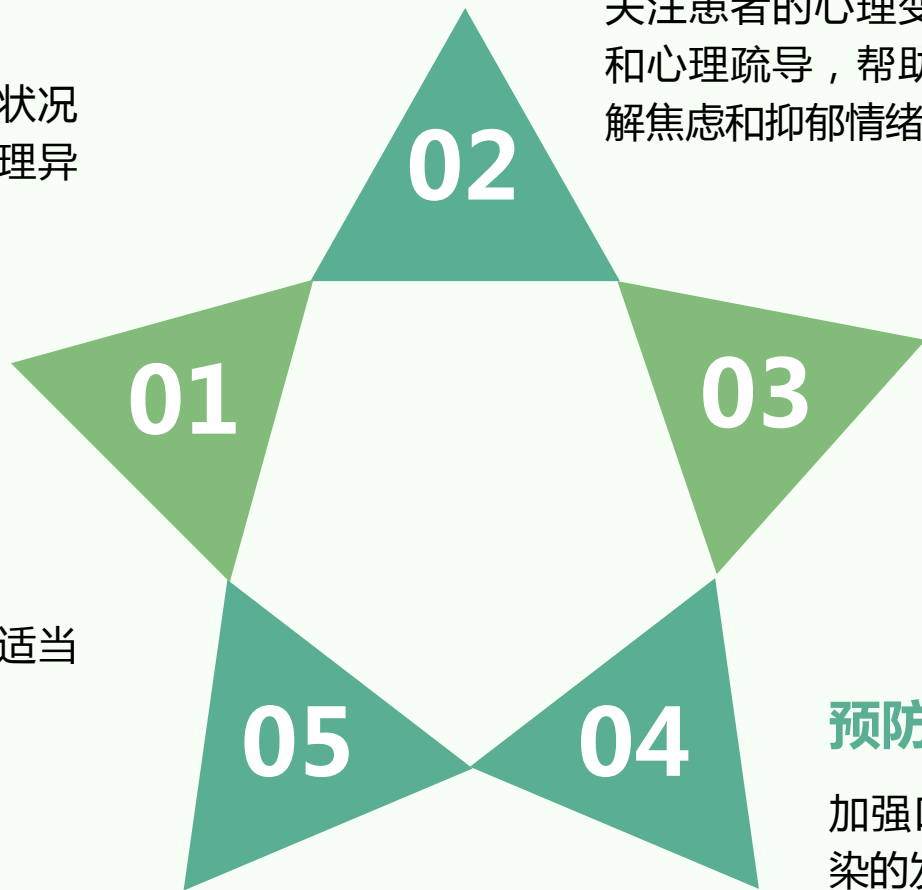 关注患者的心理变
和心理疏导，帮助
解焦虑和抑郁情绪
状况
理异
02
01
03
适当
05
04
预防
加强
染的发